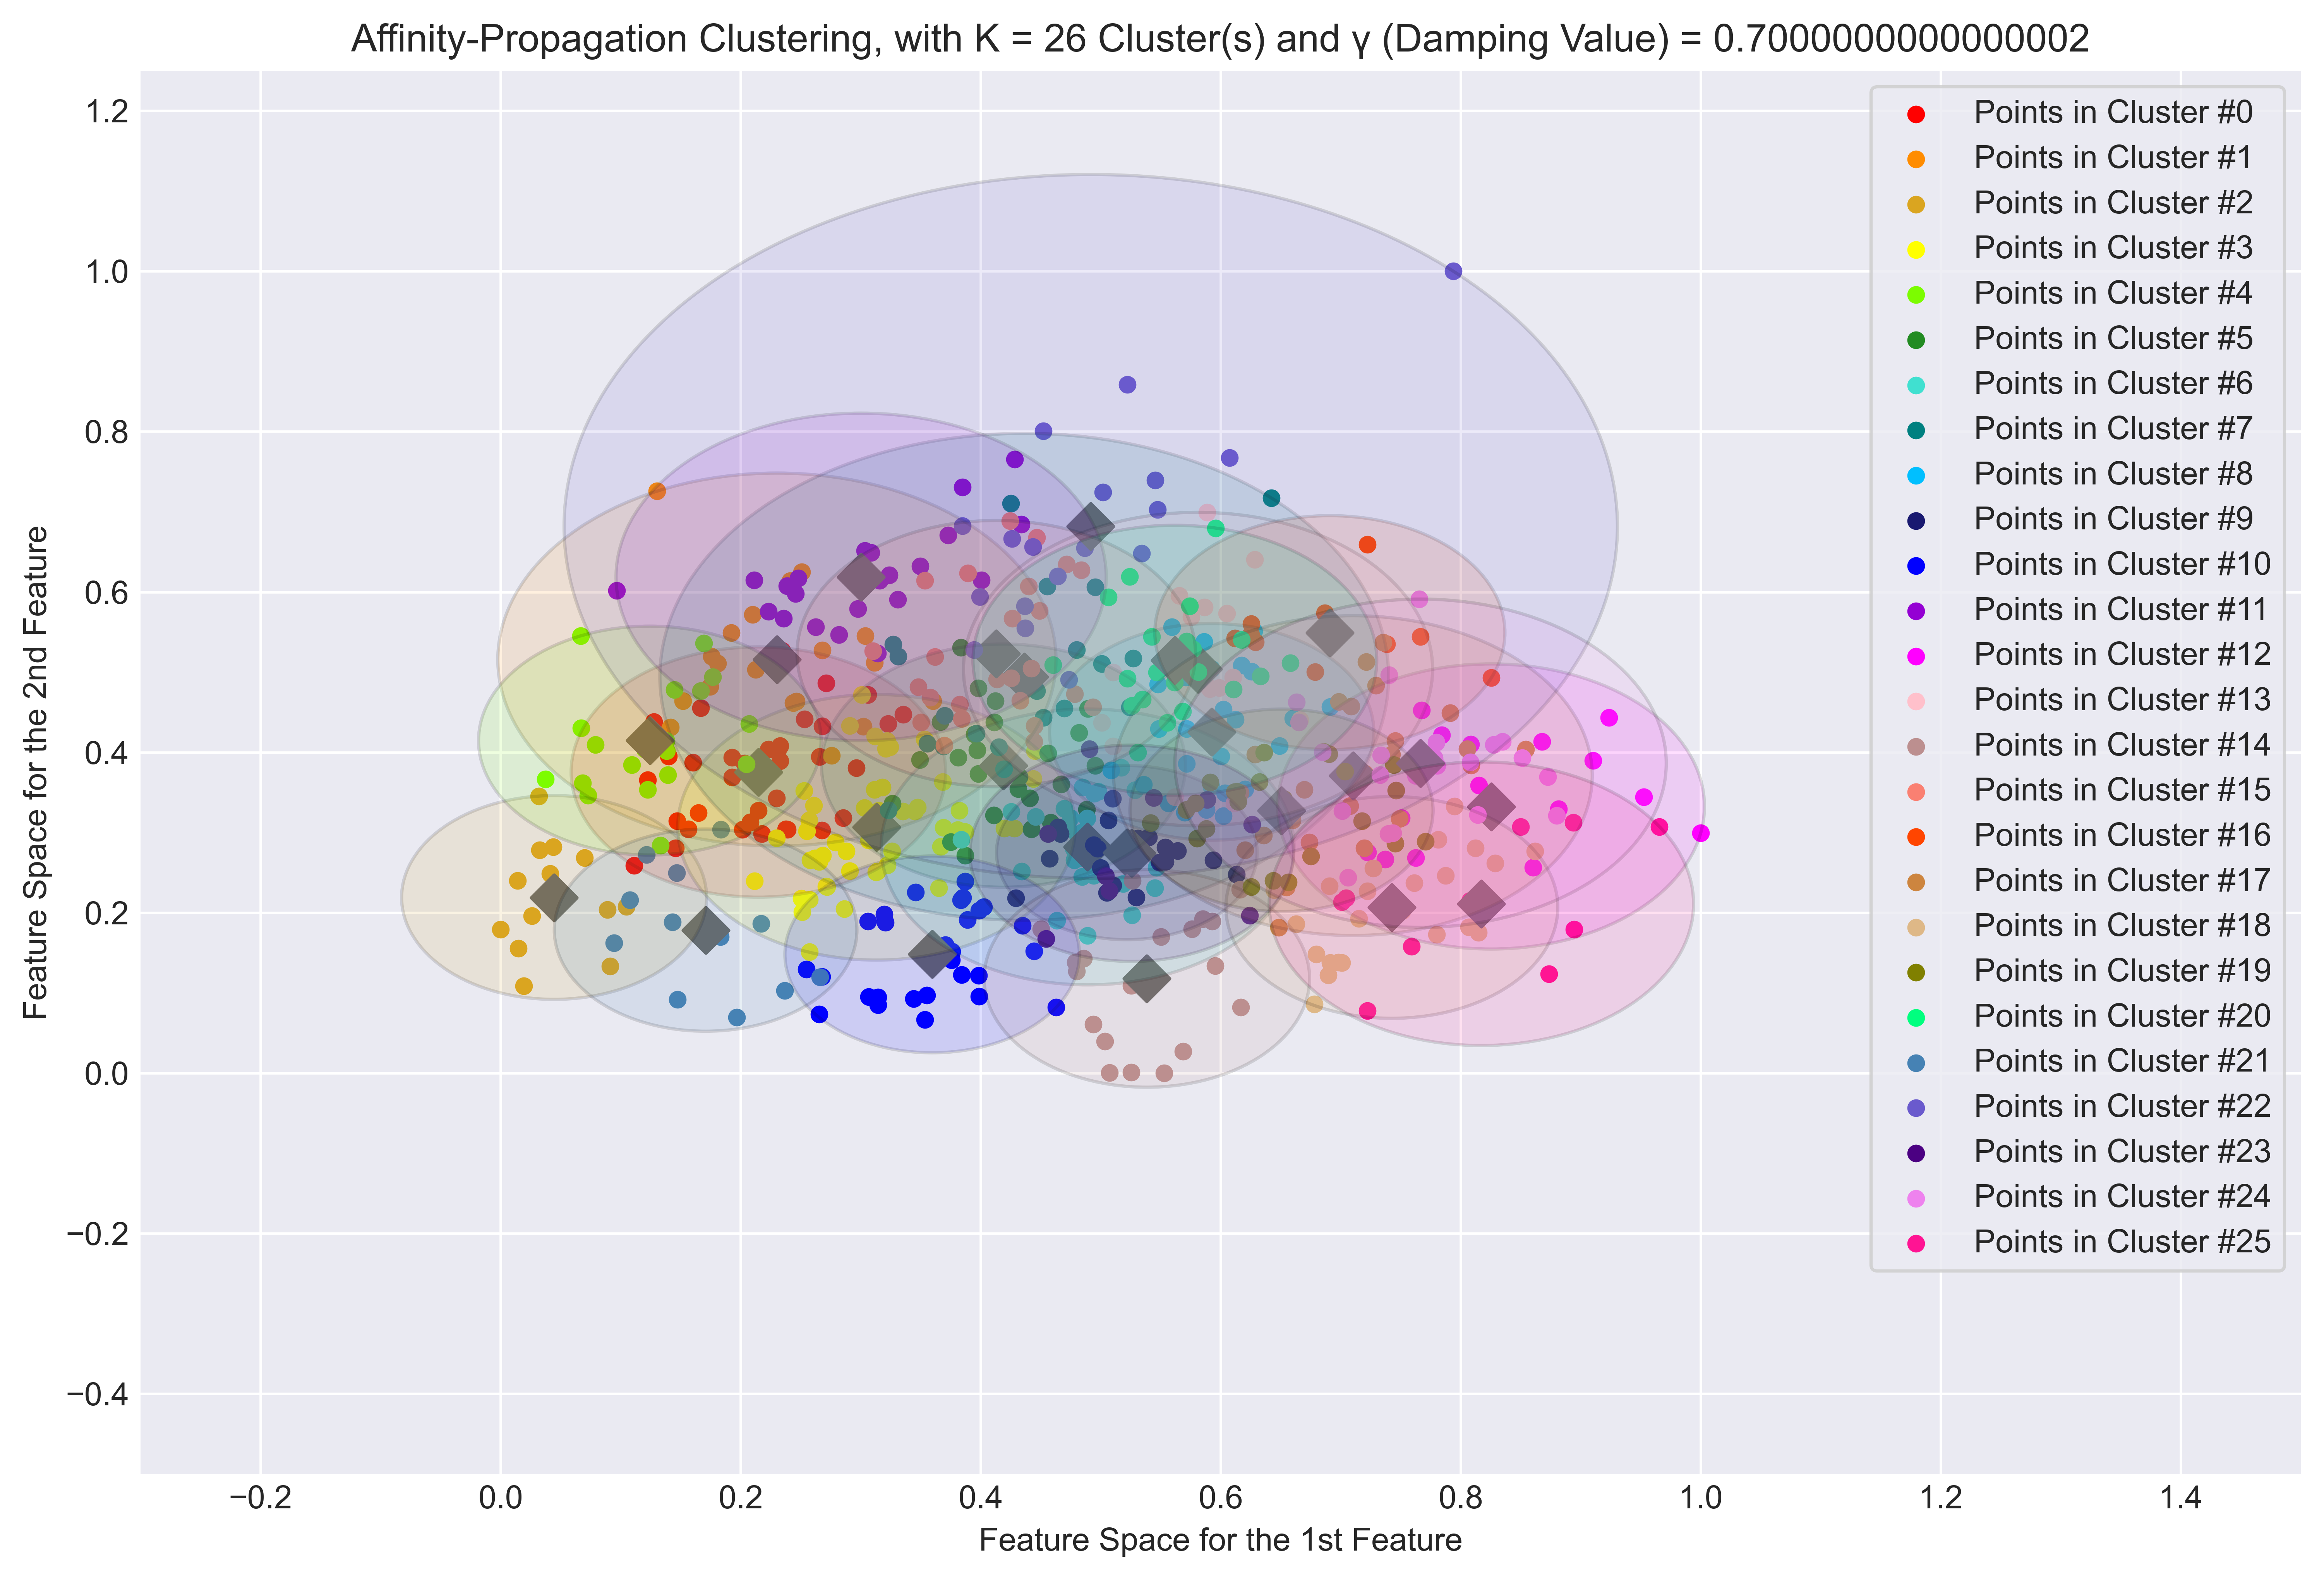 Affinity-Propagation Clustering, with K = 26 Cluster(s) and γ (Damping Value) = 0.7000000000000002
Points in Cluster #0
Points in Cluster #1
Points in Cluster #2
Points in Cluster #3
Points in Cluster #4
Points in Cluster #5
Points in Cluster #6
Points in Cluster #7
Points in Cluster #8
Points in Cluster #9
Points in Cluster #10
Points in Cluster #11
Points in Cluster #12
Points in Cluster #13
Points in Cluster #14
Points in Cluster #15
Points in Cluster #16
Points in Cluster #17
Points in Cluster #18
Points in Cluster #19
Points in Cluster #20
Points in Cluster #21
Points in Cluster #22
Points in Cluster #23
Points in Cluster #24
Points in Cluster #25
1.2
1.0
0.8
0.6
0.4
0.2
0.0
−0.2
−0.4
Feature Space for the 2nd Feature
−0.2 0.0 0.2 0.4 0.6 0.8 1.0 1.2 1.4
Feature Space for the 1st Feature